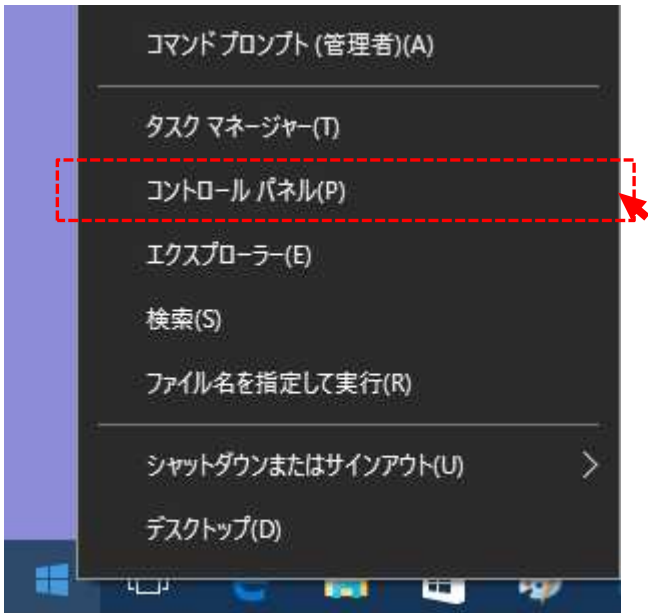 コマンド プロンプト (管理者)(A)
タスク マネージャー(T)
コントロール パネル(P)
エクスプローラー(E)
検索(S)
ファイル名を指定して実行(R)
シャットダウンまたはサインアウト(U)
デスクトップ(D)